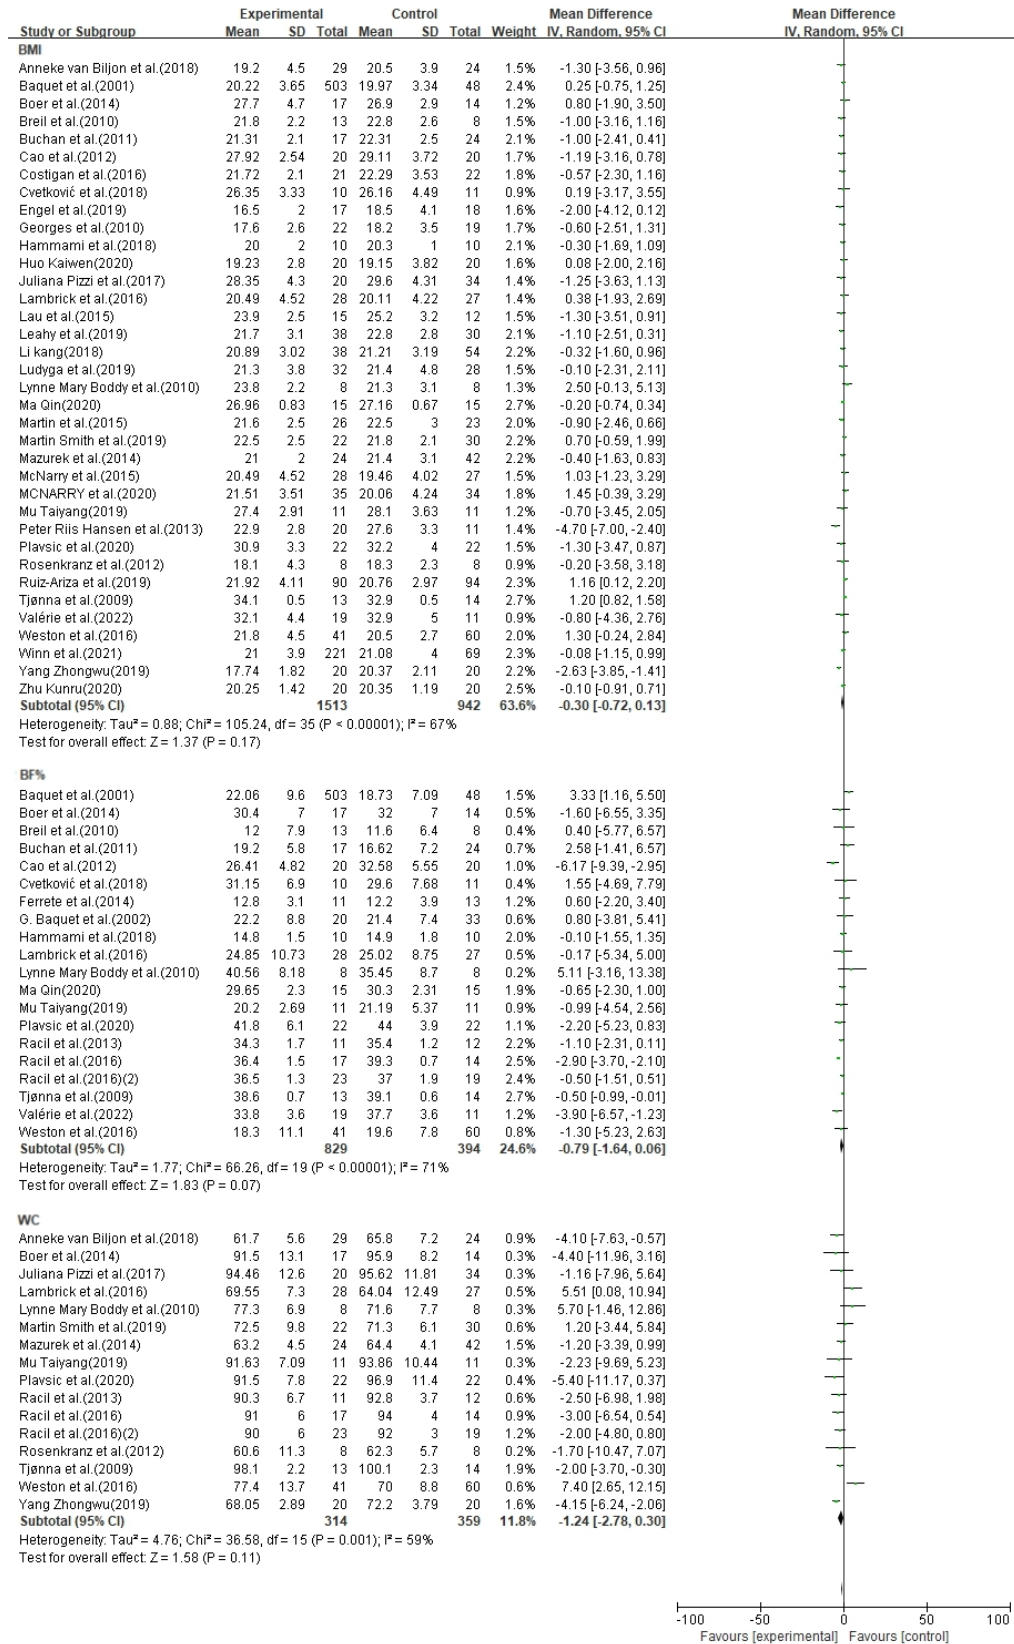 Experimental Control Mean Difference Mean Difference
Study or Subgroup Mean SD Total Mean SD Total Weight IV, Random, 95% CI IV, Random, 95% CI
BMI
Anneke van Biljon et al.(2018) 19.2 4.5 29 20.5 3.9 24 1.5% -1.30 [-3.56, 0.96]
Baquet et al.(2001) 20.22 3.65 503 19.97 3.34 48 2.4% 0.25 [-0.75, 1.25]
Boer et al.(2014) 27.7 4.7 17 26.9 2.9 14 1.2% 0.80 [-1.90, 3.50]
Breil et al.(2010) 21.8 2.2 13 22.8 2.6 8 1.6% -1.00 [-3.16, 1.16]
Buchan et al.(2011) 21.31 2.1 17 22.31 2.5 24 2.1% -1.00 [-2.41, 0.41]
Cao et al.(2012) 27.92 2.54 20 29.11 3.72 20 1.7% -1.19 [-3.16, 0.78]
Costigan et al.(2016) 21.72 2.1 21 22.29 3.53 22 1.9% -0.57 [-2.30, 1.16]
Cvetković et al.(2018) 26.35 3.33 10 26.16 4.49 11 0.9% 0.19 [-3.17, 3.55]
Engel et al.(2019) 16.5 2 17 18.5 4.1 18 1.6% -2.00 [-4.12, 0.12]
Georges et al.(2010) 17.6 2.6 22 18.2 3.5 19 1.7% -0.60 [-2.51, 1.31]
Hammami et al.(2018) 20 2 10 20.3 1 10 2.1% -0.30 [-1.69, 1.09]
Huo Kaiwen(2020) 19.23 2.8 20 19.15 3.82 20 1.6% 0.08 [-2.00, 2.16]
Juliana Pizzi et al.(2017) 28.35 4.3 20 29.6 4.31 34 1.4% -1.25 [-3.63, 1.13]
Lambrick et al.(2016) 20.49 4.52 28 20.11 4.22 27 1.5% 0.38 [-1.93, 2.69]
Lau et al.(2015) 23.9 2.5 15 25.2 3.2 12 1.5% -1.30 [-3.51, 0.91]
Leahy et al.(2019) 21.7 3.1 38 22.8 2.8 30 2.1% -1.10 [-2.51, 0.31]
Li kang(2018) 20.89 3.02 38 21.21 3.19 54 2.2% -0.32 [-1.60, 0.96]
Ludyga et al.(2019) 21.3 3.8 32 21.4 4.8 28 1.5% -0.10 [-2.31, 2.11]
Lynne Mary Boddy et al.(2010) 23.8 2.2 8 21.3 3.1 8 1.3% 2.50 [-0.13, 5.13]
Ma Qin(2020) 26.96 0.83 15 27.16 0.67 15 2.7% -0.20 [-0.74, 0.34]
Martin et al.(2015) 21.6 2.5 26 22.5 3 23 2.0% -0.90 [-2.46, 0.66]
Martin Smith et al.(2019) 22.5 2.5 22 21.8 2.1 30 2.2% 0.70 [-0.59, 1.99]
Mazurek et al.(2014) 21 2 24 21.4 3.1 42 2.2% -0.40 [-1.63, 0.83]
McNarry et al.(2015) 20.49 4.52 28 19.46 4.02 27 1.5% 1.03 [-1.23, 3.29]
MCNARRY et al.(2020) 21.51 3.51 35 20.06 4.24 34 1.8% 1.45 [-0.39, 3.29]
Mu Taiyang(2019) 27.4 2.91 11 28.1 3.63 11 1.2% -0.70 [-3.45, 2.05]
Peter Riis Hansen et al.(2013) 22.9 2.8 20 27.6 3.3 11 1.5% -4.70 [-7.00, -2.40]
Plavsic et al.(2020) 30.9 3.3 22 32.2 4 22 1.6% -1.30 [-3.47, 0.87]
Rosenkranz et al.(2012) 18.1 4.3 8 18.3 2.3 8 0.9% -0.20 [-3.58, 3.18]
Ruiz-Ariza et al.(2019) 21.92 4.11 90 20.76 2.97 94 2.3% 1.16 [0.12, 2.20]
Tjønna et al.(2009) 34.1 0.5 13 32.9 0.5 14 2.7% 1.20 [0.82, 1.58]
Valérie et al.(2022) 32.1 4.4 19 32.9 5 11 0.9% -0.80 [-4.36, 2.76]
Weston et al.(2016) 21.8 4.5 41 20.5 2.7 60 2.0% 1.30 [-0.24, 2.84]
Winn et al.(2021) 21 3.9 221 21.08 4 69 2.3% -0.08 [-1.15, 0.99]
Yang Zhongwu(2019) 17.74 1.82 20 20.37 2.11 20 2.2% -2.63 [-3.85, -1.41]
Zhu Kunru(2020) 20.25 1.42 20 20.35 1.19 20 2.5% -0.10 [-0.91, 0.71]
Subtotal (95% CI) 1513 942 63.6% -0.30 [-0.72, 0.13]
Heterogeneity: Tau² = 0.88; Chi² = 105.24, df = 35 (P < 0.00001); I² = 67%
Test for overall effect: Z = 1.37 (P = 0.17)
BF%
Baquet et al.(2001) 22.06 9.6 503 18.73 7.09 48 1.5% 3.33 [1.16, 5.50]
Boer et al.(2014) 30.4 7 17 32 7 14 0.5% -1.60 [-6.55, 3.35]
Breil et al.(2010) 12 7.9 13 11.6 6.4 8 0.4% 0.40 [-5.77, 6.57]
Buchan et al.(2011) 19.2 5.8 17 16.62 7.2 24 0.7% 2.58 [-1.41, 6.57]
Cao et al.(2012) 26.41 4.82 20 32.58 5.55 20 1.0% -6.17 [-9.39, -2.95]
Cvetković et al.(2018) 31.15 6.9 10 29.6 7.68 11 0.4% 1.55 [-4.69, 7.79]
Ferrete et al.(2014) 12.8 3.1 11 12.2 3.9 13 1.1% 0.60 [-2.20, 3.40]
G. Baquet et al.(2002) 22.2 8.8 20 21.4 7.4 33 0.6% 0.80 [-3.81, 5.41]
Hammami et al.(2018) 14.8 1.5 10 14.9 1.8 10 2.0% -0.10 [-1.55, 1.35]
Lambrick et al.(2016) 24.85 10.73 28 25.02 8.75 27 0.5% -0.17 [-5.34, 5.00]
Lynne Mary Boddy et al.(2010) 40.56 8.18 8 35.45 8.7 8 0.2% 5.11 [-3.16, 13.38]
Ma Qin(2020) 29.65 2.3 15 30.3 2.31 15 1.9% -0.65 [-2.30, 1.00]
Mu Taiyang(2019) 20.2 2.69 11 21.19 5.37 11 0.9% -0.99 [-4.54, 2.56]
Plavsic et al.(2020) 41.8 6.1 22 44 3.9 22 1.1% -2.20 [-5.23, 0.83]
Racil et al.(2013) 34.3 1.7 11 35.4 1.2 12 2.2% -1.10 [-2.31, 0.11]
Racil et al.(2016) 36.4 1.5 17 39.3 0.7 14 2.5% -2.90 [-3.70, -2.10]
Racil et al.(2016)(2) 36.5 1.3 23 37 1.9 19 2.4% -0.50 [-1.51, 0.51]
Tjønna et al.(2009) 38.6 0.7 13 39.1 0.6 14 2.7% -0.50 [-0.99, -0.01]
Valérie et al.(2022) 33.8 3.6 19 37.7 3.6 11 1.2% -3.90 [-6.57, -1.23]
Weston et al.(2016) 18.3 11.1 41 19.6 7.8 60 0.8% -1.30 [-5.23, 2.63]
Subtotal (95% CI) 829 394 24.6% -0.79 [-1.64, 0.06]
Heterogeneity: Tau² = 1.77; Chi² = 66.26, df = 19 (P < 0.00001); I² = 71%
Test for overall effect: Z = 1.83 (P = 0.07)
WC
Anneke van Biljon et al.(2018) 61.7 5.6 29 65.8 7.2 24 0.9% -4.10 [-7.63, -0.57]
Boer et al.(2014) 91.5 13.1 17 95.9 8.2 14 0.3% -4.40 [-11.96, 3.16]
Juliana Pizzi et al.(2017) 94.46 12.6 20 95.62 11.81 34 0.3% -1.16 [-7.96, 5.64]
Lambrick et al.(2016) 69.55 7.3 28 64.04 12.49 27 0.5% 5.51 [0.08, 10.94]
Lynne Mary Boddy et al.(2010) 77.3 6.9 8 71.6 7.7 8 0.3% 5.70 [-1.46, 12.86]
Martin Smith et al.(2019) 72.5 9.8 22 71.3 6.1 30 0.6% 1.20 [-3.44, 5.84]
Mazurek et al.(2014) 63.2 4.5 24 64.4 4.1 42 1.5% -1.20 [-3.39, 0.99]
Mu Taiyang(2019) 91.63 7.09 11 93.86 10.44 11 0.3% -2.23 [-9.69, 5.23]
Plavsic et al.(2020) 91.5 7.8 22 96.9 11.4 22 0.4% -5.40 [-11.17, 0.37]
Racil et al.(2013) 90.3 6.7 11 92.8 3.7 12 0.6% -2.50 [-6.98, 1.98]
Racil et al.(2016) 91 6 17 94 4 14 0.9% -3.00 [-6.54, 0.54]
Racil et al.(2016)(2) 90 6 23 92 3 19 1.2% -2.00 [-4.80, 0.80]
Rosenkranz et al.(2012) 60.6 11.3 8 62.3 5.7 8 0.2% -1.70 [-10.47, 7.07]
Tjønna et al.(2009) 98.1 2.2 13 100.1 2.3 14 1.9% -2.00 [-3.70, -0.30]
Weston et al.(2016) 77.4 13.7 41 70 8.8 60 0.6% 7.40 [2.65, 12.15]
Yang Zhongwu(2019) 68.05 2.89 20 72.2 3.79 20 1.6% -4.15 [-6.24, -2.06]
Subtotal (95% CI) 314 359 11.8% -1.24 [-2.78, 0.30]
Heterogeneity: Tau² = 4.76; Chi² = 36.58, df = 15 (P = 0.001); I² = 59%
Test for overall effect: Z = 1.58 (P = 0.11)
-100 -50 0 50 100
Favours [experimental] Favours [control]